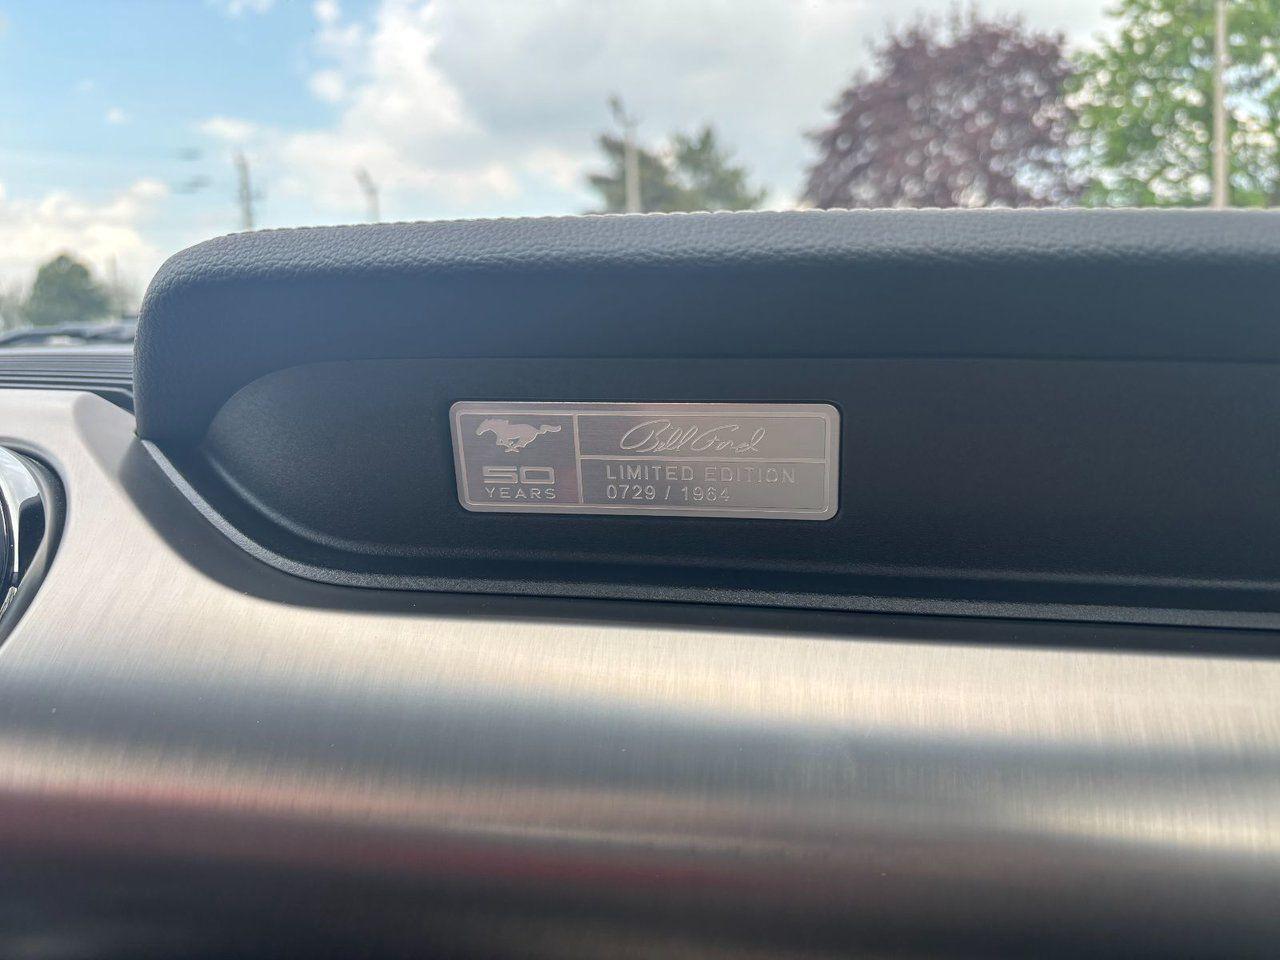 50
YEARS
Bill Ford
LIMITED EDITION
0729 / 1964